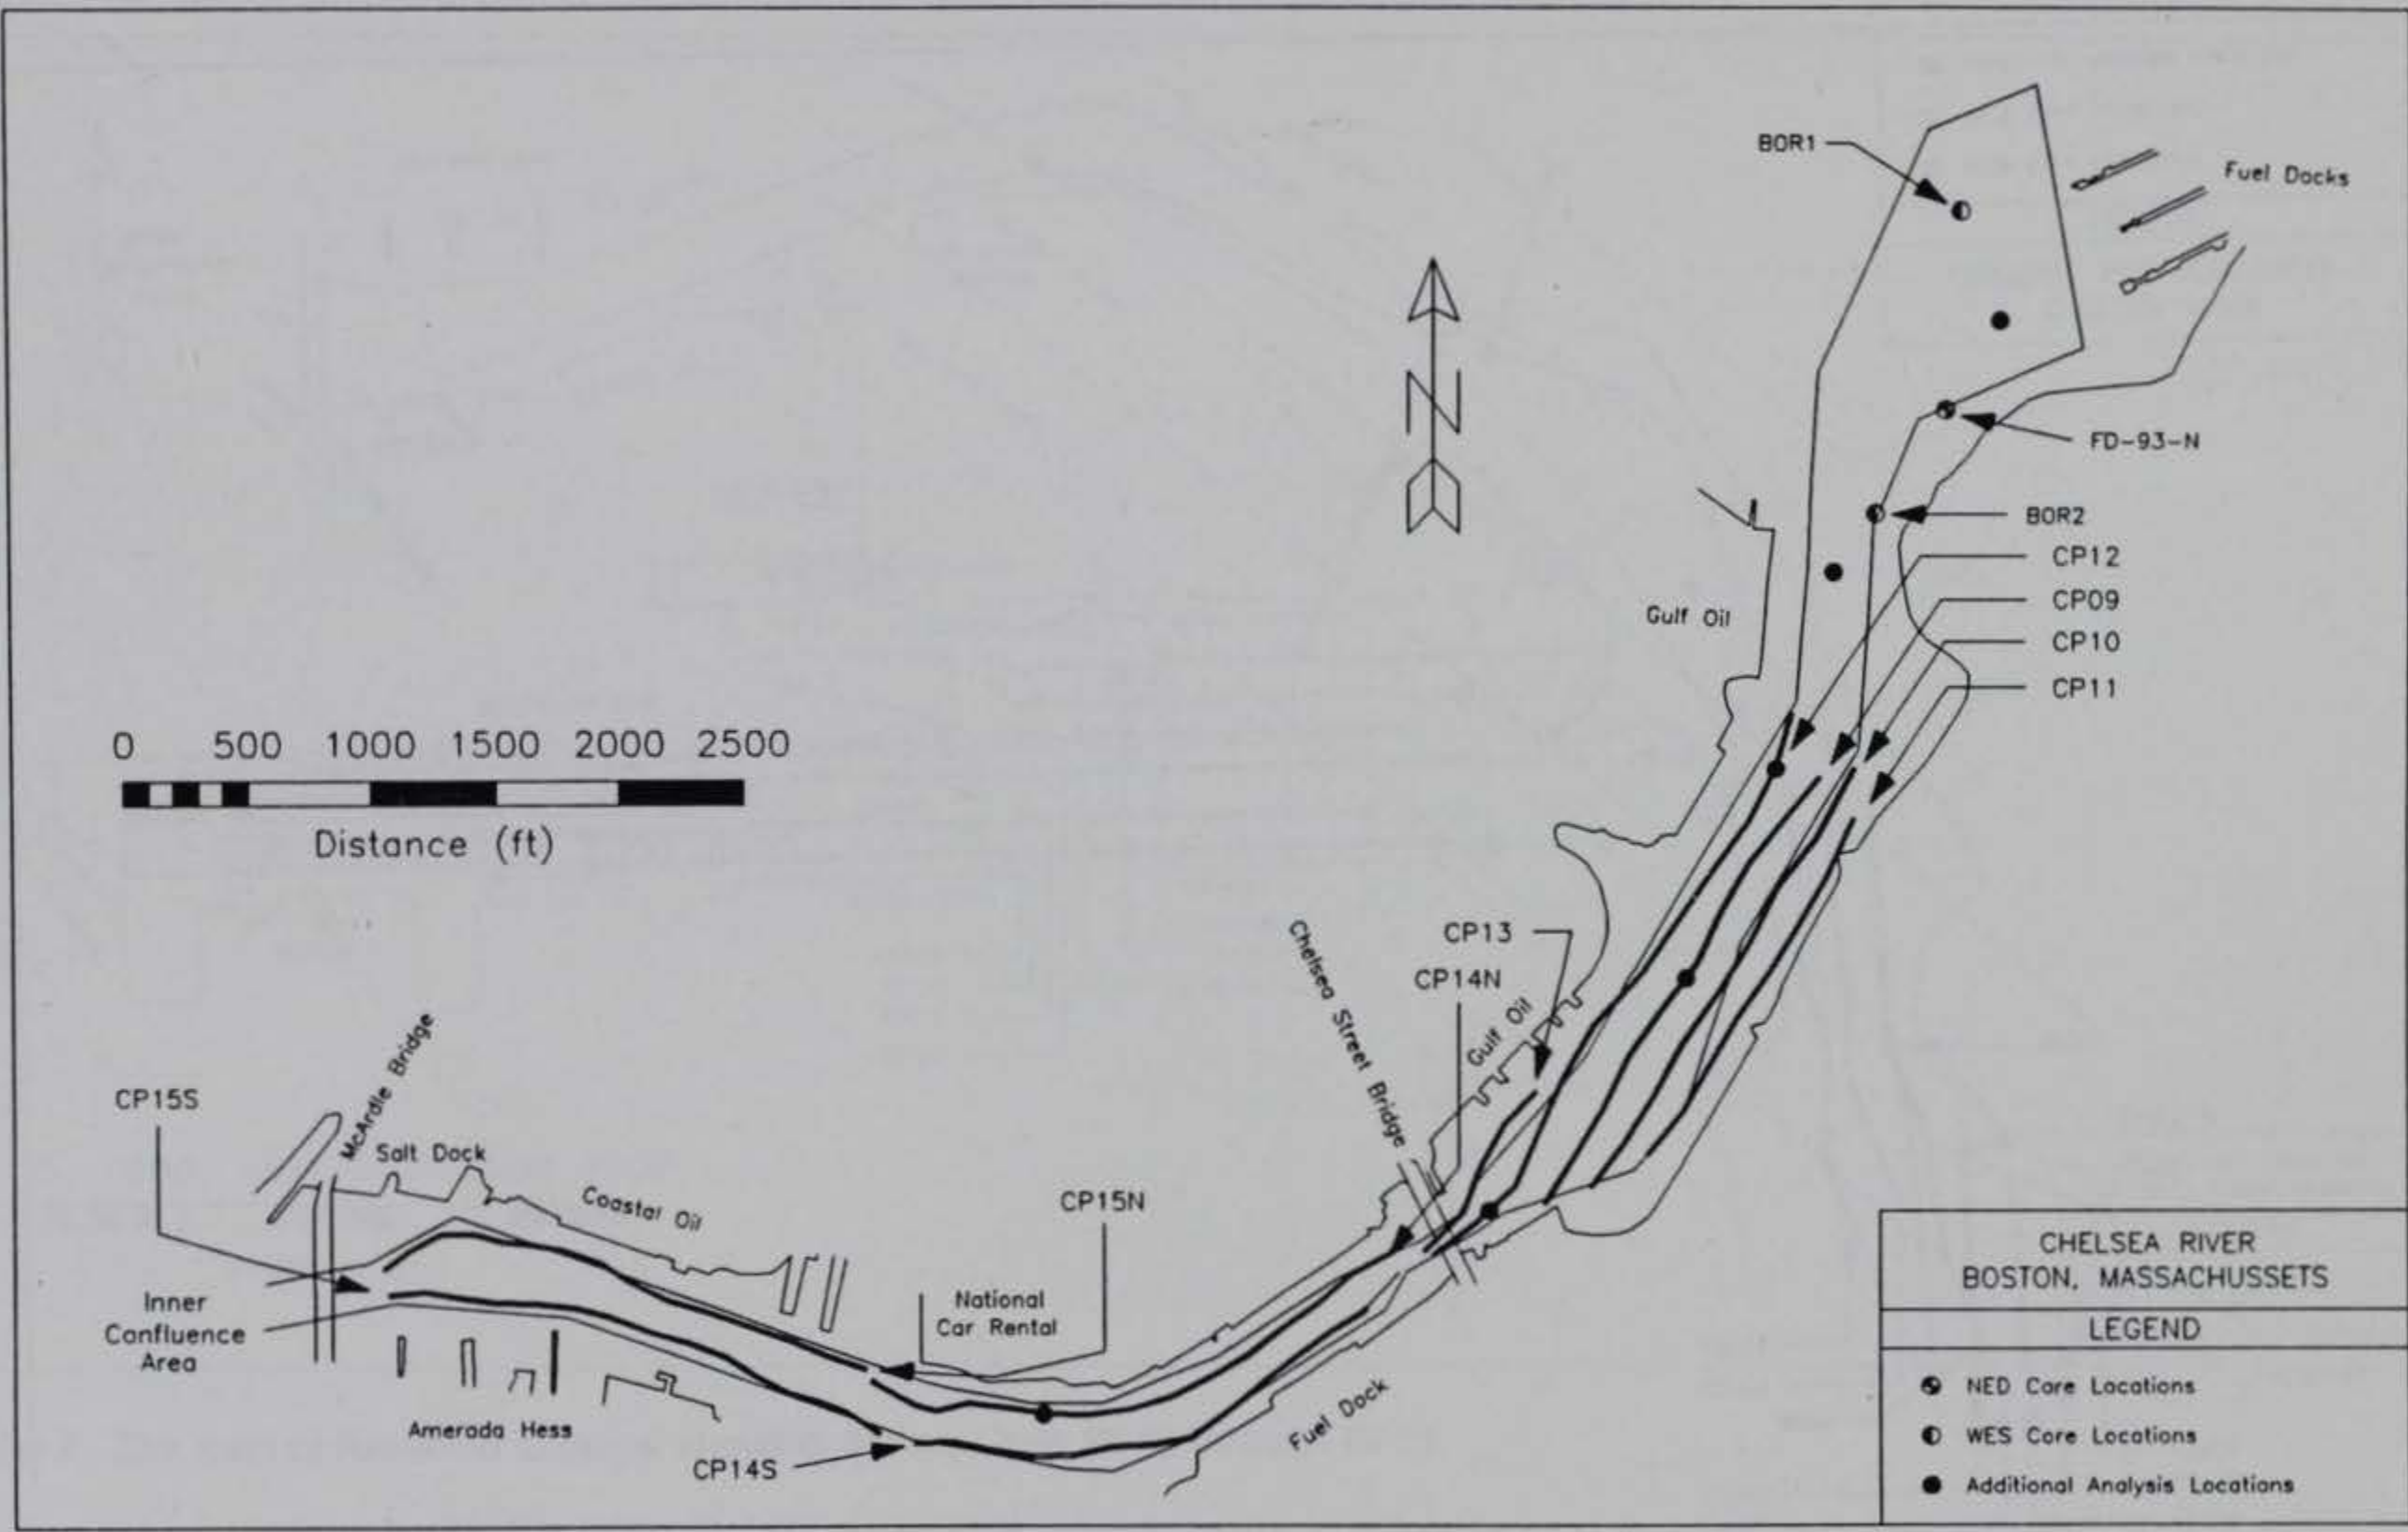 BOR1
Fuel Docks
FD-93-N
BOR2
CP12
CP09
CP10
CP11
Gulf Oil
N
0 500 1000 1500 2000 2500
Distance (ft)
CP13
CP14N
Chelsea Street Bridge
Gulf Oil
McArdle Bridge
CP15S
Salt Dock
Coastal Oil
CP15N
Inner
Confluence
Area
National
Car Rental
Amerada Hess
CP14S
Fuel Dock
CHELSEA RIVER
BOSTON, MASSACHUSSETS
LEGEND
NED Core Locations
WES Core Locations
Additional Analysis Locations